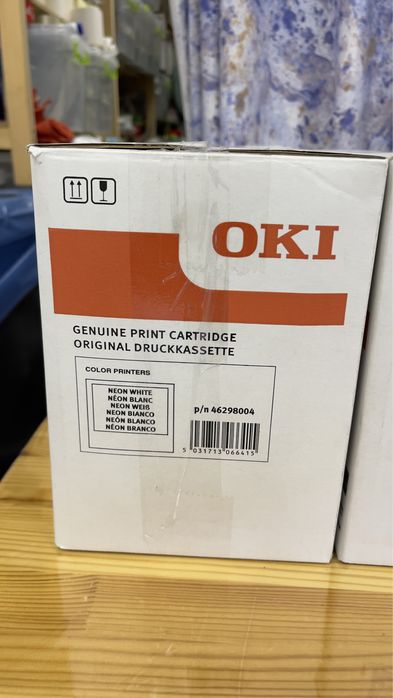 OKI
GENUINE PRINT CARTRIDGE
ORIGINAL DRUCKKASSETTE
COLOR PRINTERS
NEON WHITE
NÉON BLANC
NEON WEIß
NEON BIANCO
NEÓN BLANCO
NÉON BRANCO
p/n 46298004
5 031713 066415